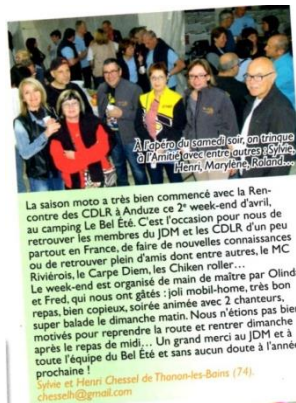 À l'apéro du samedi soir, on trinque
à l'Amitié avec entre autres : Sylvie,
Henri, Marylène, Roland...
La saison moto a très bien commencé avec la Ren-
contre des CDLR à Anduze ce 2e week-end d'avril,
au camping Le Bel Été. C'est l'occasion pour nous de
retrouver les membres du JDM et les CDLR d'un peu
partout en France, de faire de nouvelles connaissances
ou de retrouver plein d'amis dont entre autres, le MC
Riviérois, le Carpe Diem, les Chiken roller...
Le week-end est organisé de main de maître par Olind
et Fred, qui nous ont gâtés : joli mobil-home, très bon
repas, bien copieux, soirée animée avec 2 chanteurs,
super balade le dimanche matin. Nous n'étions pas bien
motivés pour reprendre la route et rentrer dimanche
après le repas de midi... Un grand merci au JDM et à
toute l'équipe du Bel Été et sans aucun doute à l'année
prochaine !
Sylvie et Henri Chessel de Thonon-les-Bains (74).
chesselh@gmail.com